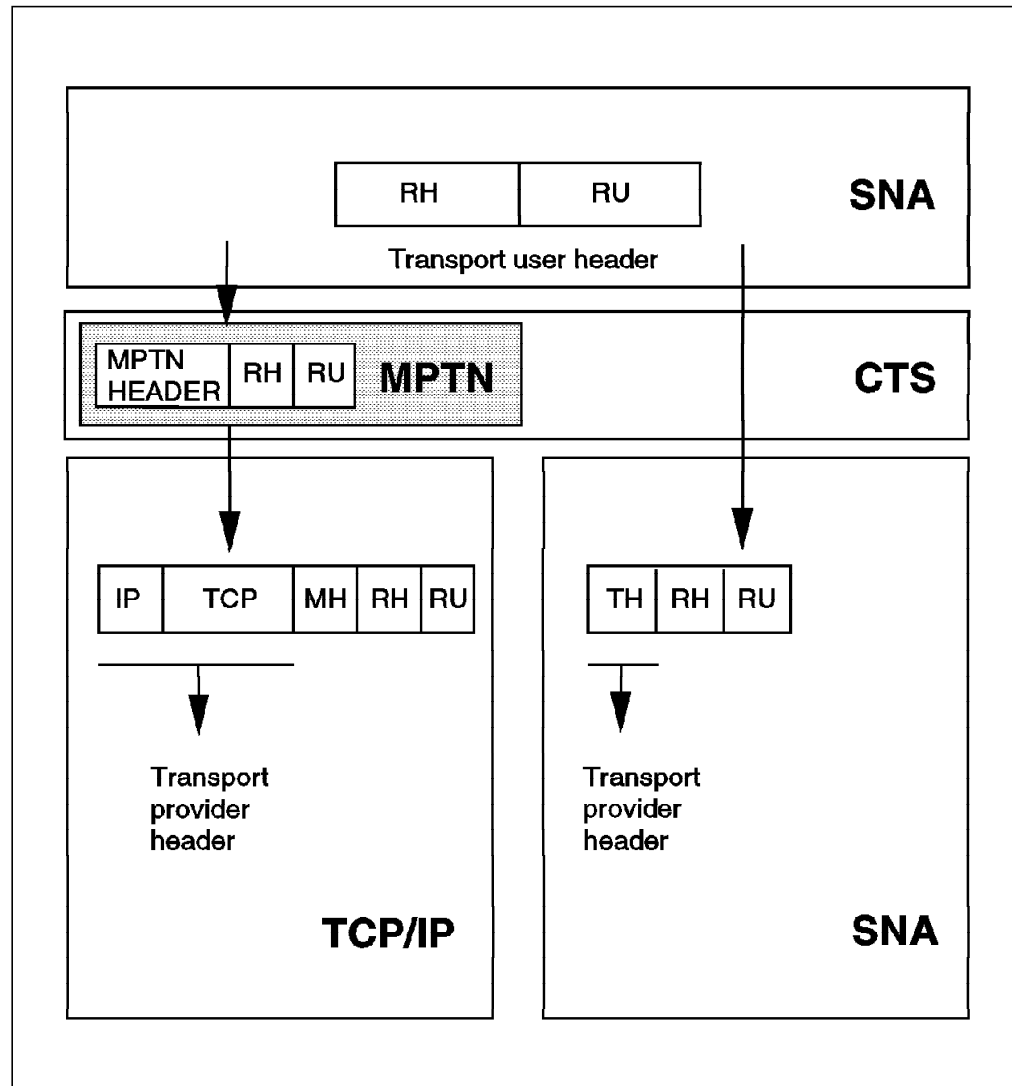 RH RU
SNA
Transport user header
MPTN
HEADER RH RU
MPTN
CTS
IP TCP MH RH RU
Transport
provider
header
TCP/IP
TH RH RU
Transport
provider
header
SNA